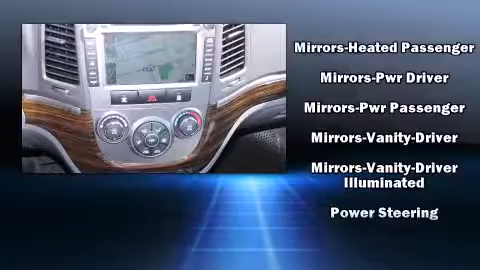 Mirrors-Heated Passenger
Mirrors-Pwr Driver
Mirrors-Pwr Passenger
Mirrors-Vanity-Driver
Mirrors-Vanity-Driver
Illuminated
Power Steering